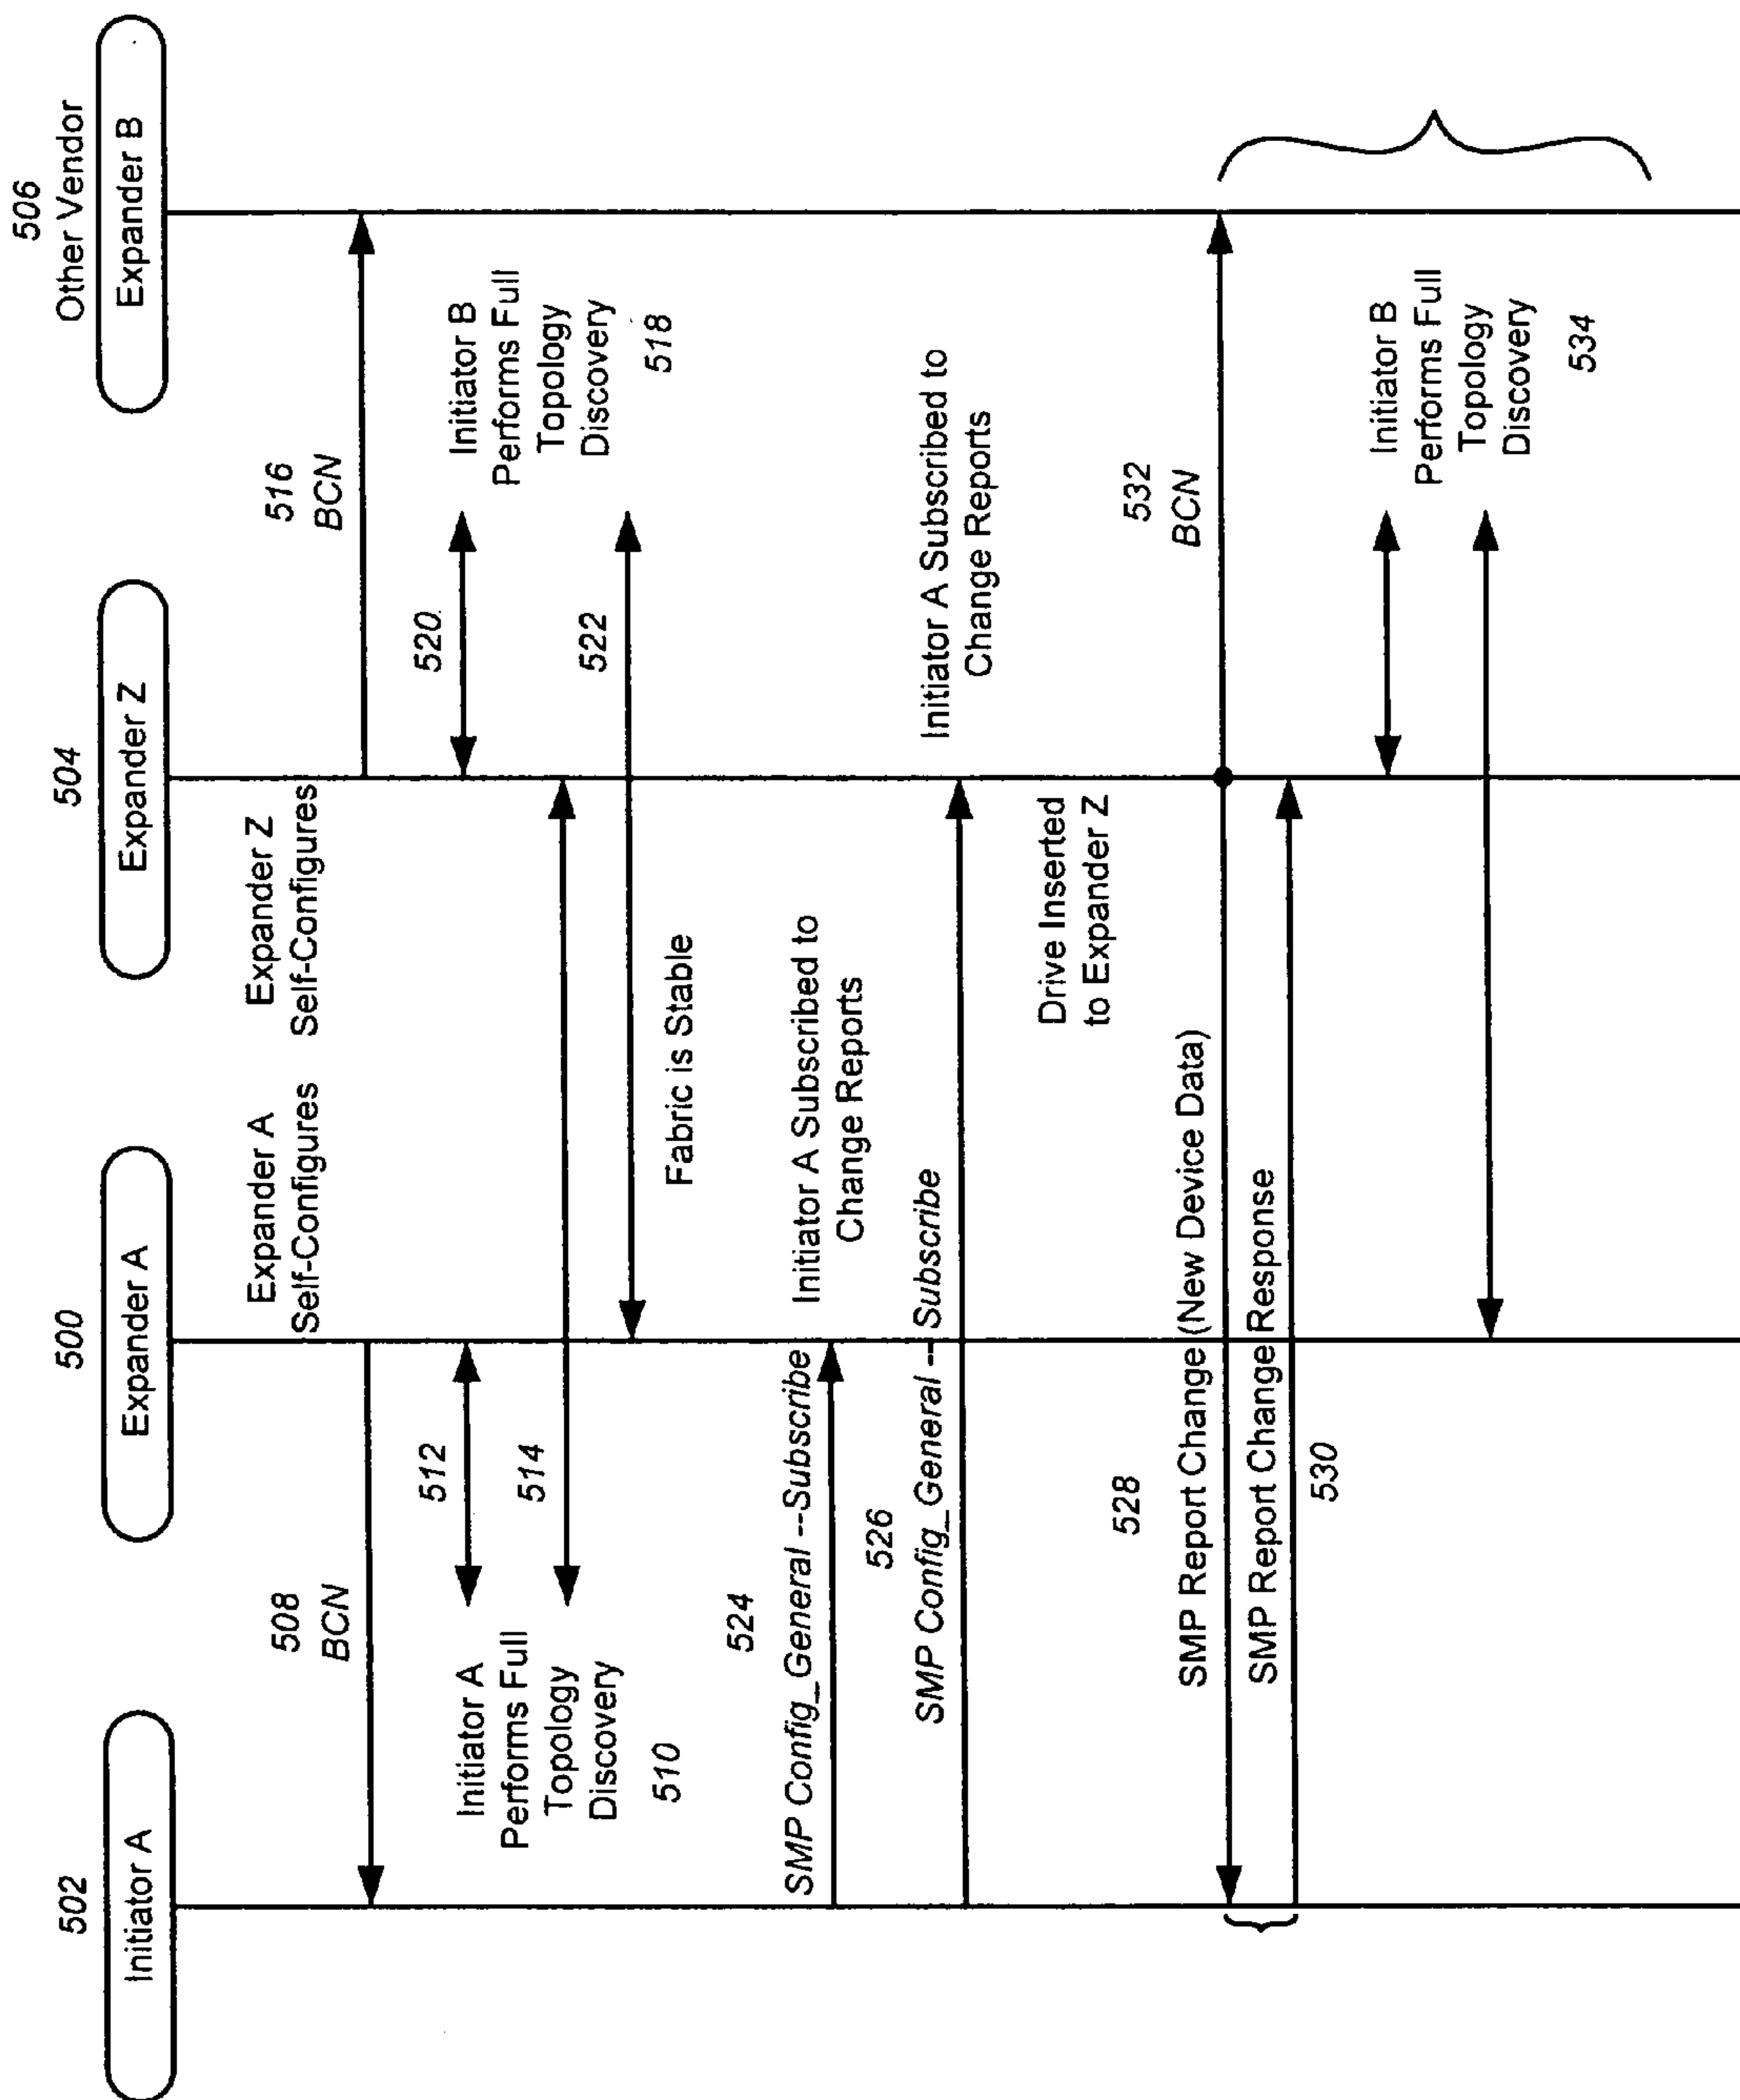 502
Initiator A
500
Expander A
504
Expander Z
506
Other Vendor
Expander B
Expander A
Self-Configures
Expander Z
Self-Configures
508
BCN
516
BCN
512
Initiator A
Performs Full
Topology
Discovery
510
514
520
Initiator B
Performs Full
Topology
Discovery
518
522
Fabric is Stable
524
SMP Config_General --Subscribe
Initiator A Subscribed to
Change Reports
526
SMP Config_General -- Subscribe
Initiator A Subscribed to
Change Reports
Drive Inserted
to Expander Z
528
SMP Report Change (New Device Data)
SMP Report Change Response
530
532
BCN
Initiator B
Performs Full
Topology
Discovery
534